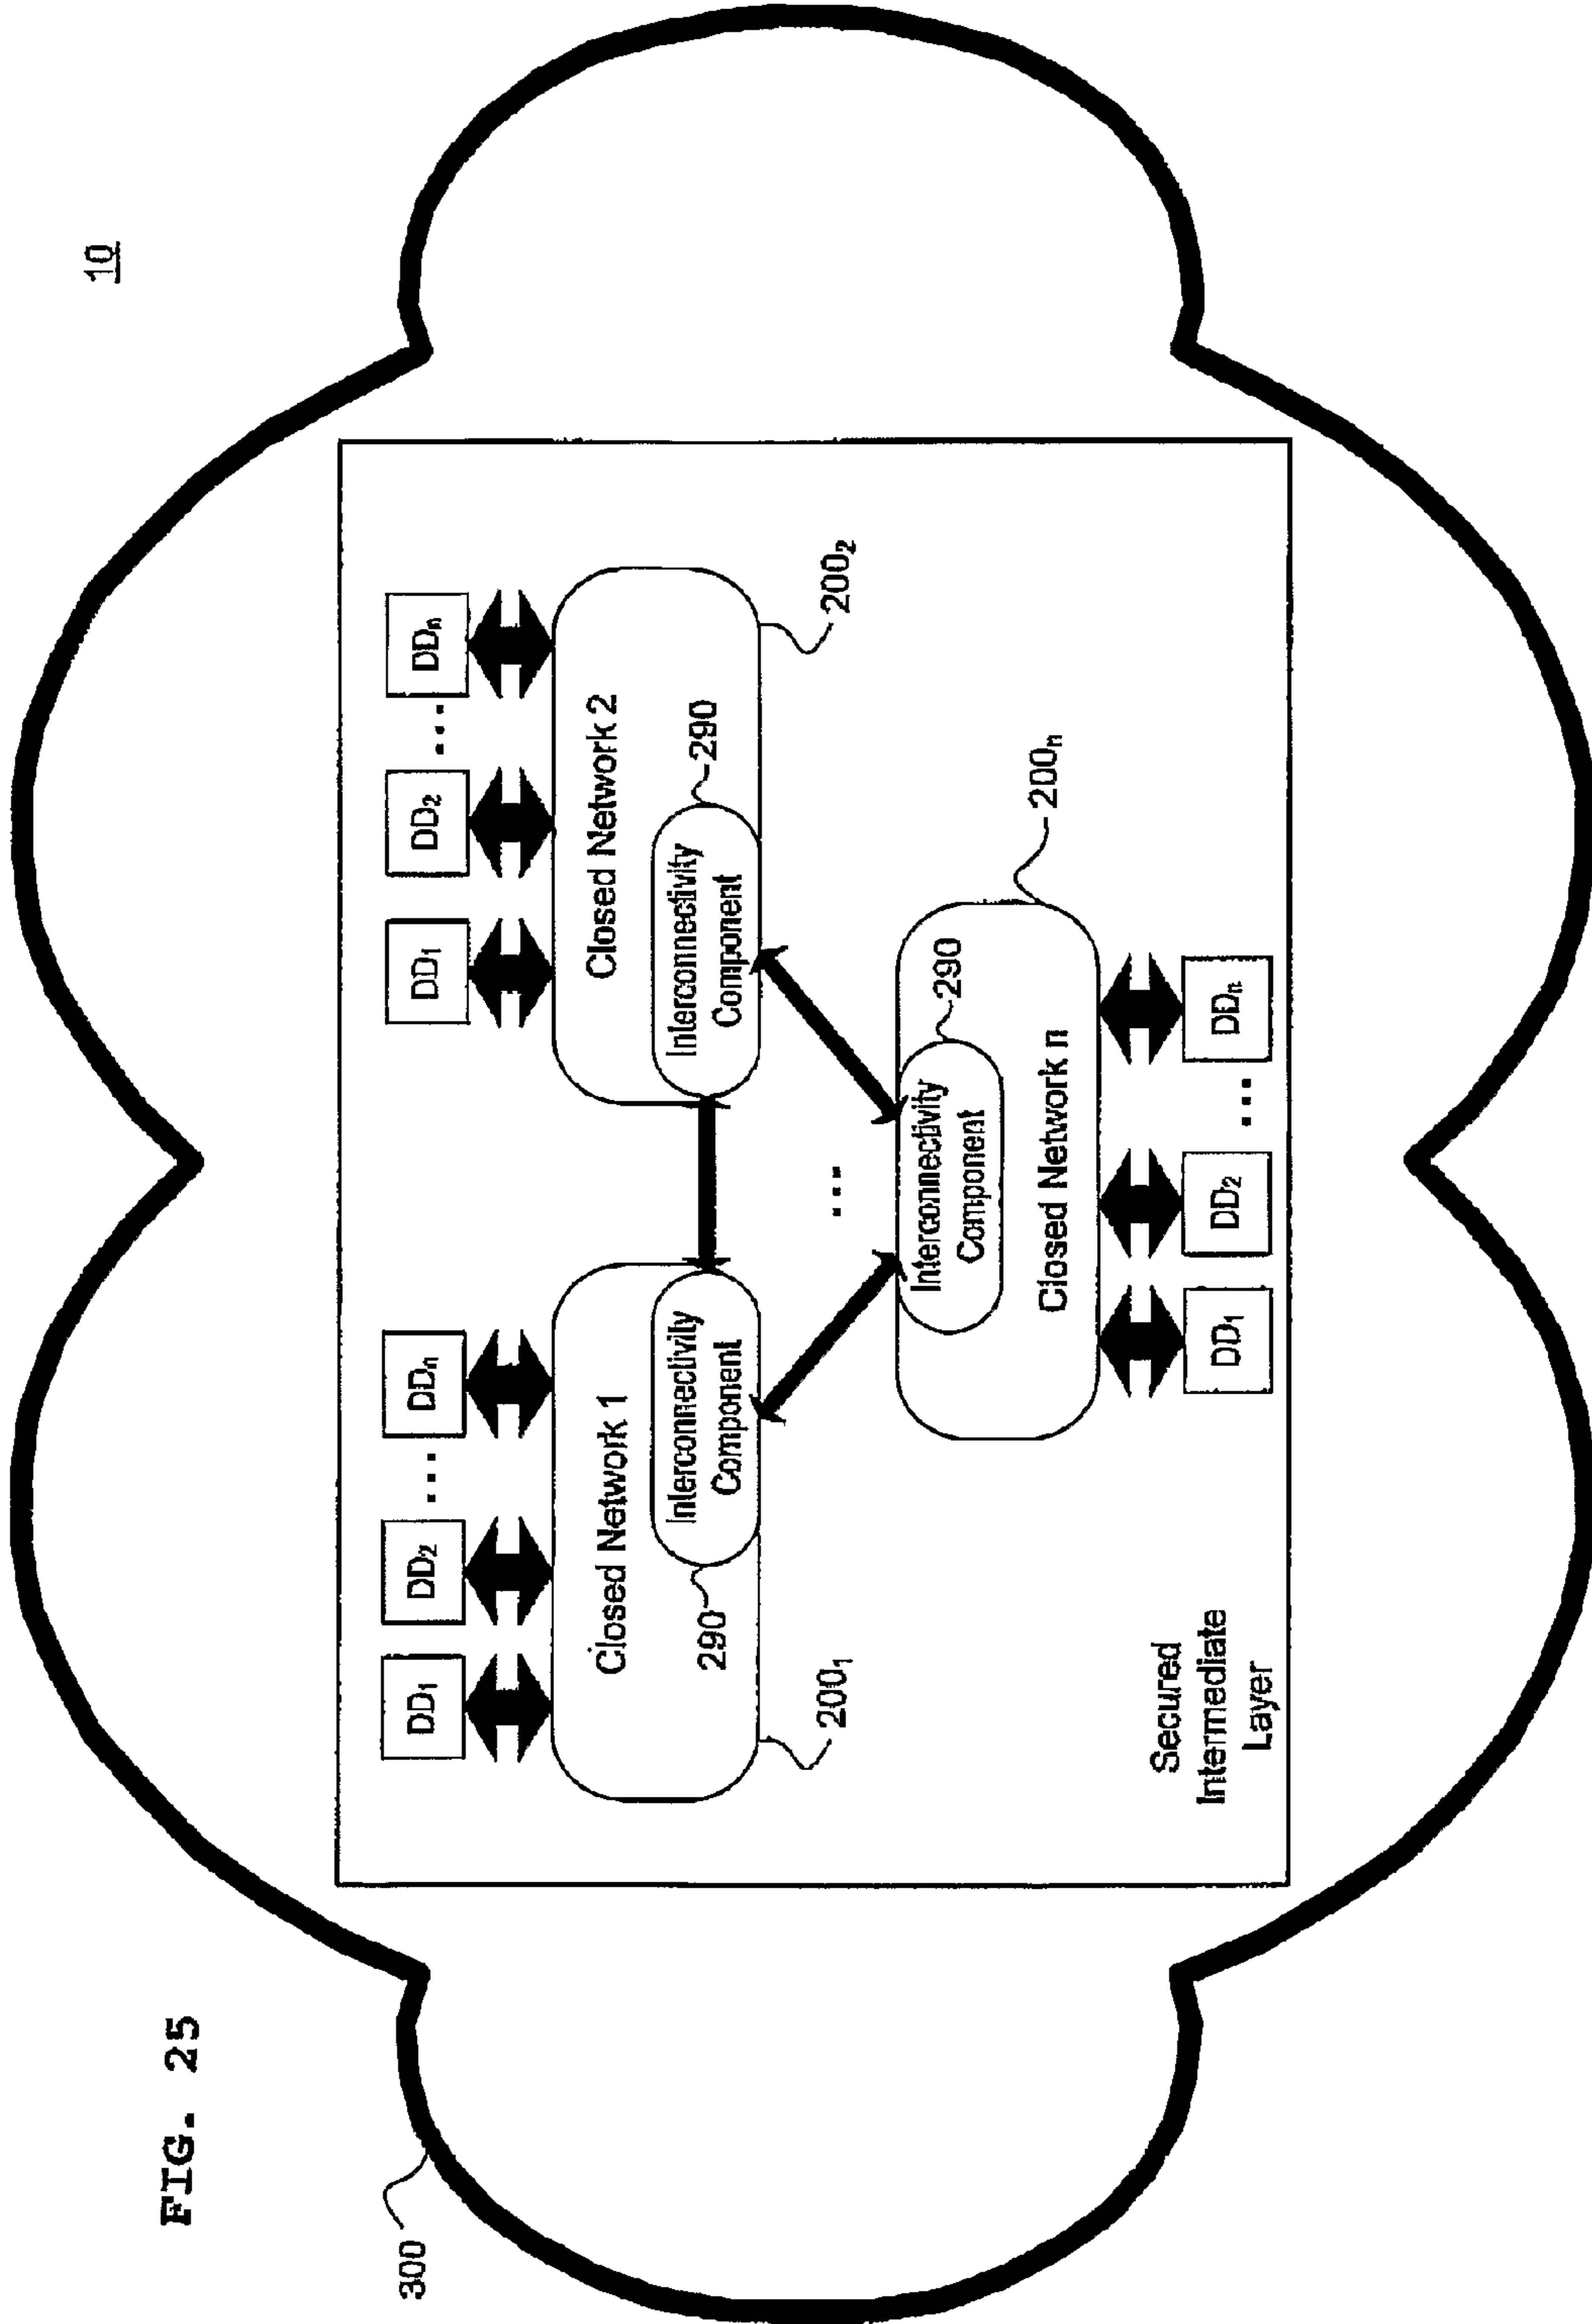 FIG. 25
10
300
DD₁ DD₂ ... DDₙ
DD₁ DD₂ ... DDₙ
Closed Network 1
Closed Network 2
290
Interconnectivity
Component
Interconnectivity
Component
290
200₁
...
200₂
Interconnectivity
Component
290
Closed Network n
200ₙ
Secured
Intermediate
Layer
DD₁ DD₂ ... DDₙ